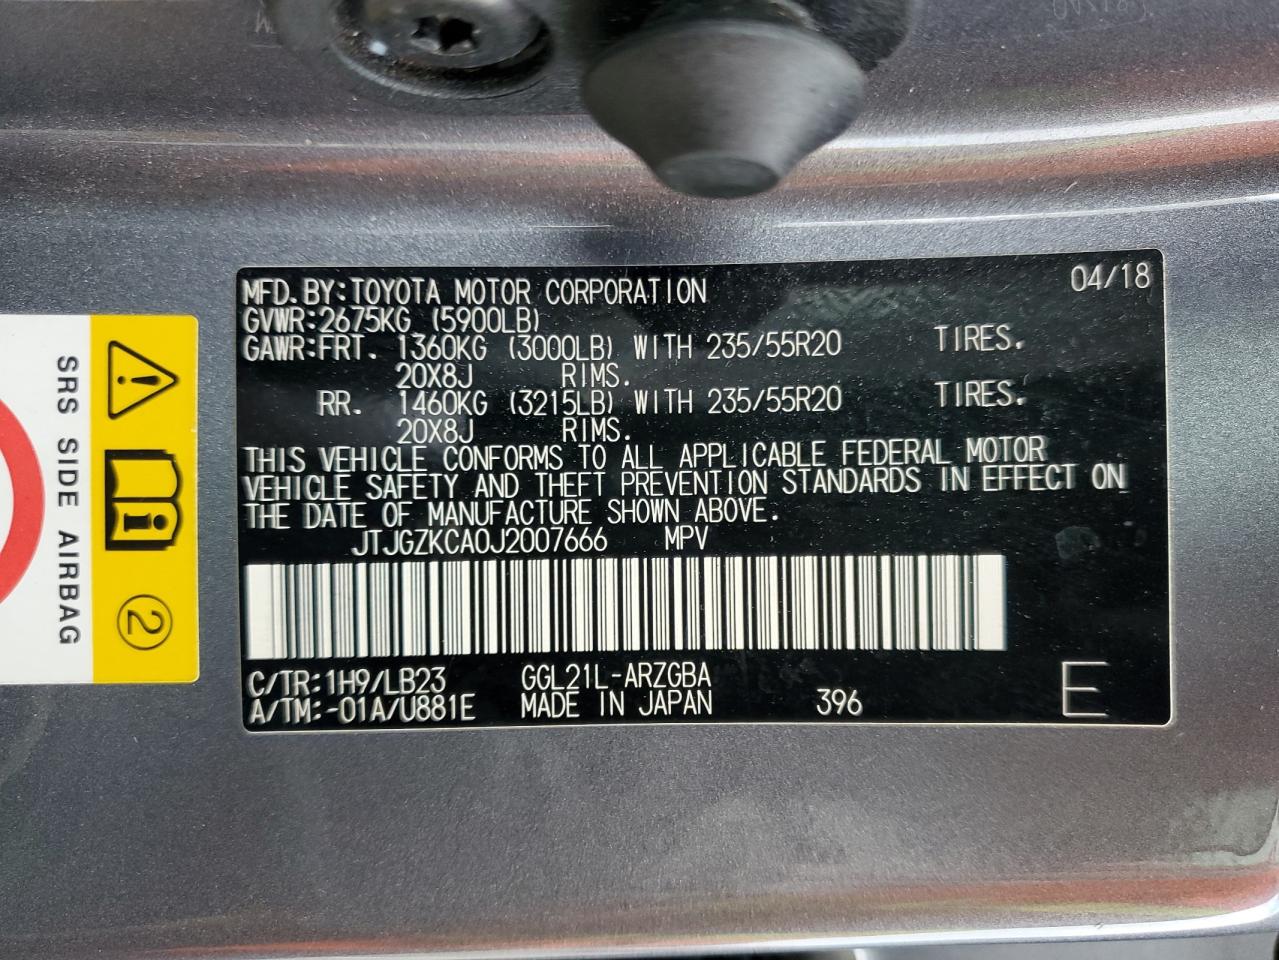 MFD.BY:TOYOTA MOTOR CORPORATION 04/18
GVWR:2675KG (5900LB)
GAWR:FRT. 1360KG (3000LB) WITH 235/55R20 TIRES.
20X8J RIMS.
RR. 1460KG (3215LB) WITH 235/55R20 TIRES.
20X8J RIMS.
THIS VEHICLE CONFORMS TO ALL APPLICABLE FEDERAL MOTOR
VEHICLE SAFETY AND THEFT PREVENTION STANDARDS IN EFFECT ON
THE DATE OF MANUFACTURE SHOWN ABOVE.
JTJGZKCA0J2007666 MPV
C/TR:1H9/LB23 GGL21L-ARZGBA
A/TM:-01A/U881E MADE IN JAPAN 396 E
SRS SIDE AIRBAG
2